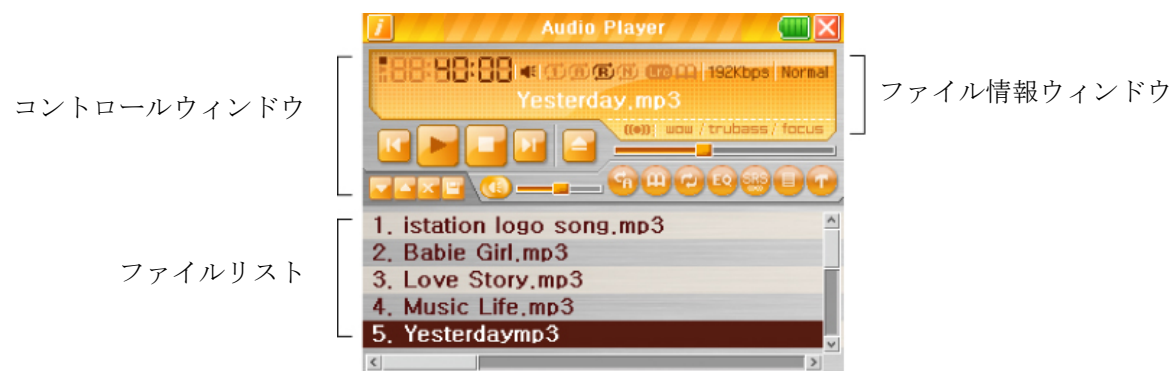 i Audio Player
88:40:00 I A R N LRC 192Kbps Normal
Yesterday.mp3
wow / trubass / focus
A EQ SRS
コントロールウィンドウ
ファイル情報ウィンドウ
1. istation logo song.mp3
2. Babie Girl.mp3
3. Love Story.mp3
4. Music Life.mp3
5. Yesterdaymp3
ファイルリスト